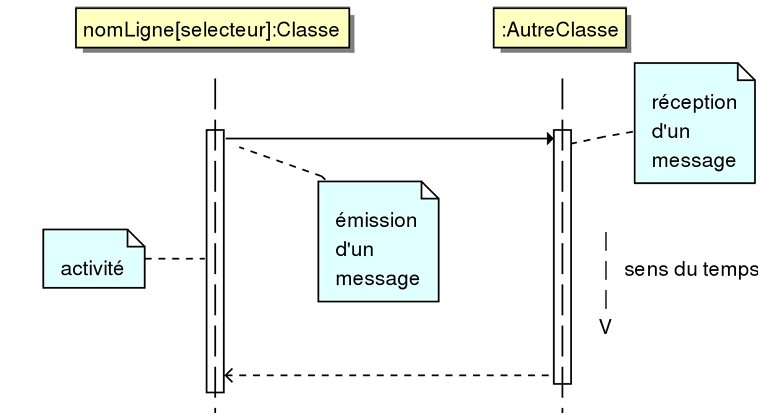 nomLigne[selecteur]:Classe
:AutreClasse
réception
d'un
message
émission
d'un
message
activité
sens du temps
V